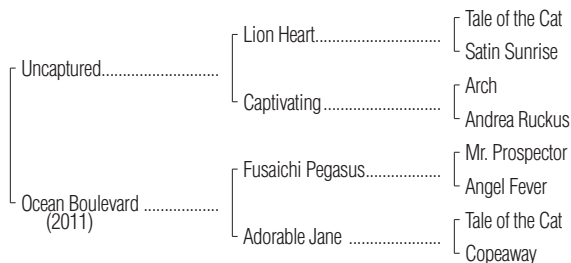 Tale of the Cat
Lion Heart
Satin Sunrise
Uncaptured
Arch
Captivating
Andrea Ruckus
Mr. Prospector
Fusaichi Pegasus
Angel Fever
Ocean Boulevard
(2011)
Tale of the Cat
Adorable Jane
Copeaway